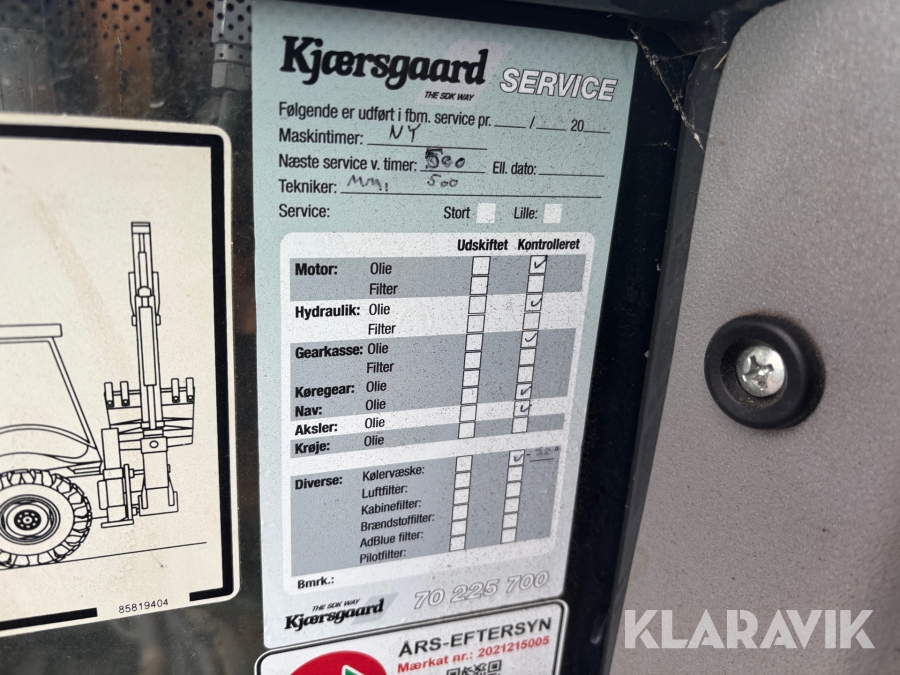 Kjærsgaard SERVICE
THE SDK WAY
Følgende er udført i fbm. service pr. ____ / ____ 20____
Maskintimer: NY
Næste service v. timer: 500 Ell. dato:
Tekniker: 500
Service: Stort Lille:
Udskiftet Kontrolleret
Motor: Olie ✓
Filter
Hydraulik: Olie ✓
Filter
Gearkasse: Olie ✓
Filter
Køregear: Olie ✓
Nav: Olie ✓
Aksler: Olie
Krøje:
Diverse: Kølervæske: ✓
Luftfilter:
Kabinefilter:
Brændstoffilter:
AdBlue filter:
Pilotfilter:
Bmrk.:
THE SDK WAY
Kjærsgaard 70 225 700
85819404
ÅRS-EFTERSYN
Mærkat nr.: 2021215005
KLARAVIK